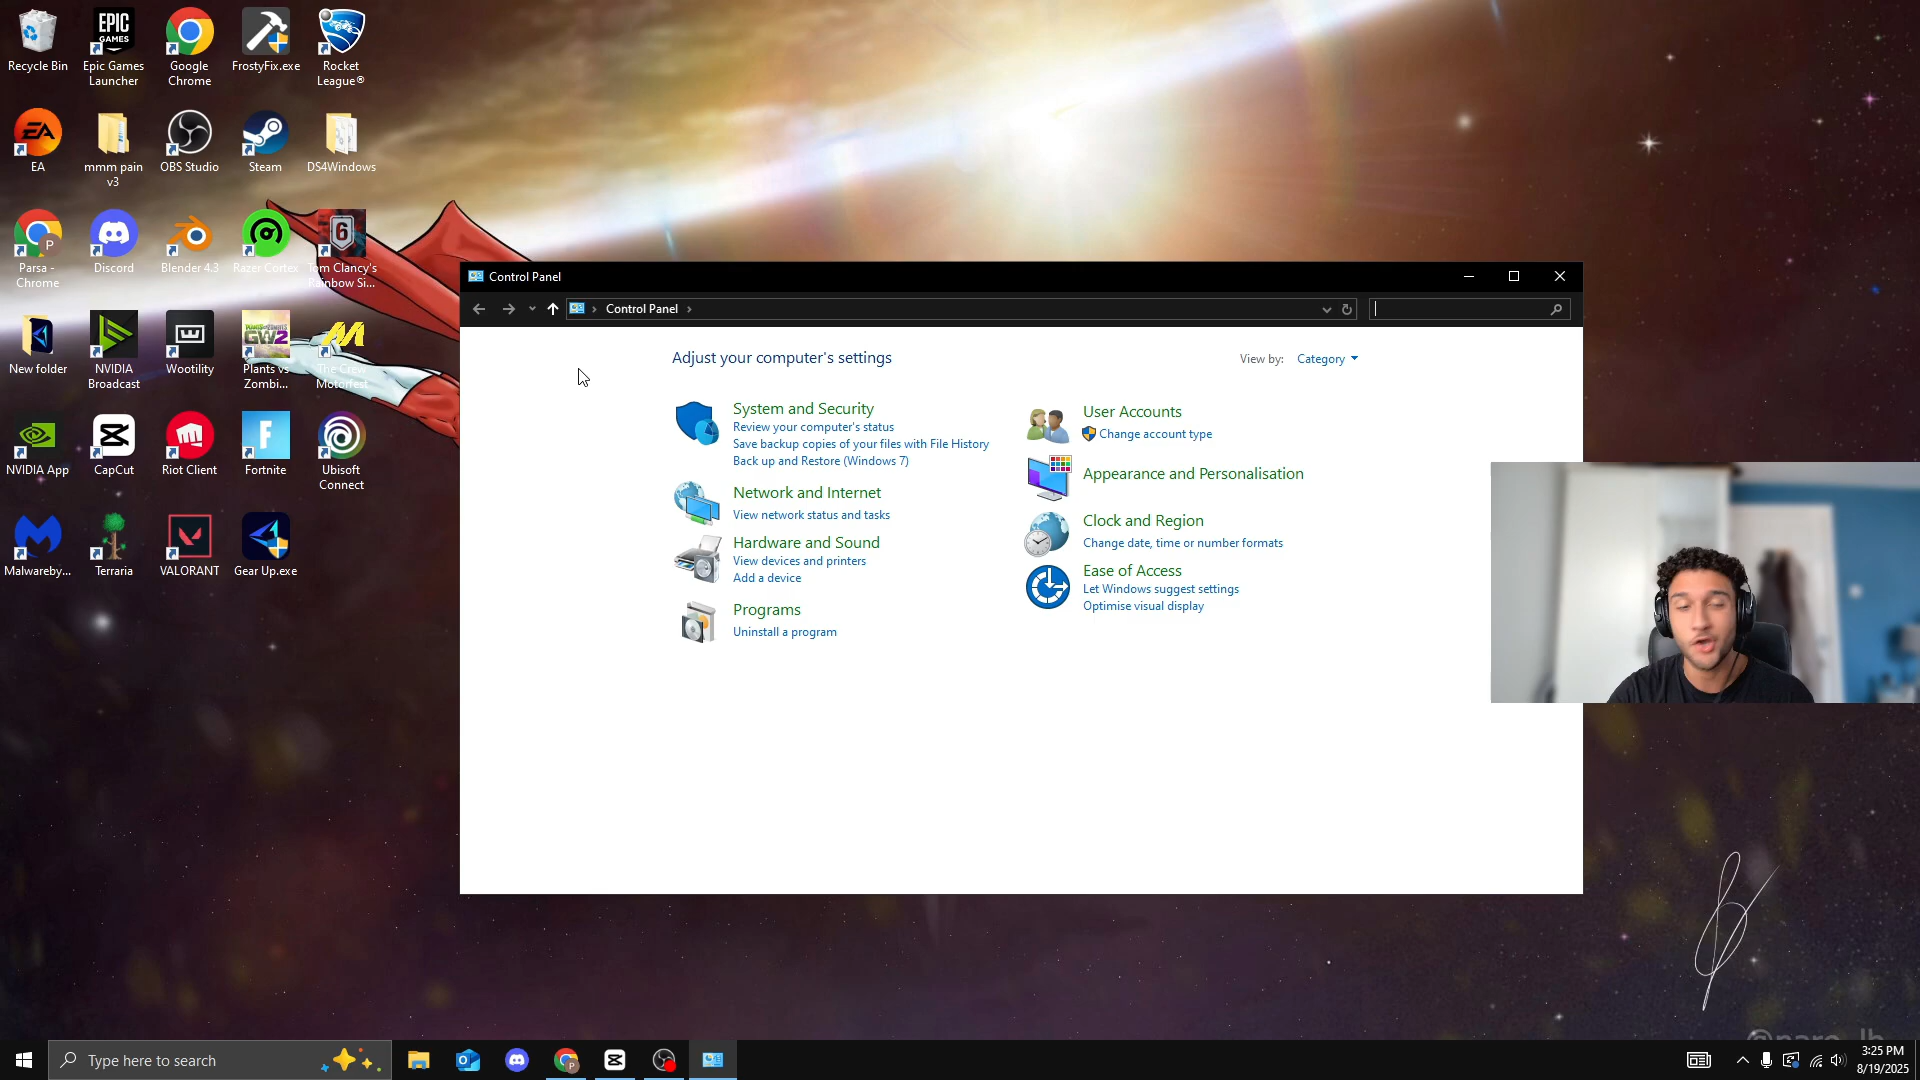 Recycle Bin
Epic Games
Launcher
EPIC
GAMES
Google
Chrome
FrostyFix.exe
Rocket
League®
EA
EA
mmm pain
v3
OBS Studio
Steam
DS4Windows
P
Parsa -
Chrome
Discord
Blender 4.3
Razer Cortex
6
Tom Clancy's
Rainbow Si...
New folder
NVIDIA
Broadcast
Wootility
GW2
Plants vs
Zombi...
The Crew
Motorfest
NVIDIA App
CapCut
Riot Client
F
Fortnite
Ubisoft
Connect
Malwareby...
Terraria
VALORANT
Gear Up.exe
Control Panel
Control Panel
Adjust your computer's settings
View by: Category
System and Security
Review your computer's status
Save backup copies of your files with File History
Back up and Restore (Windows 7)
Network and Internet
View network status and tasks
Hardware and Sound
View devices and printers
Add a device
Programs
Uninstall a program
User Accounts
Change account type
Appearance and Personalisation
Clock and Region
Change date, time or number formats
Ease of Access
Let Windows suggest settings
Optimise visual display
Type here to search
3:25 PM
8/19/2025